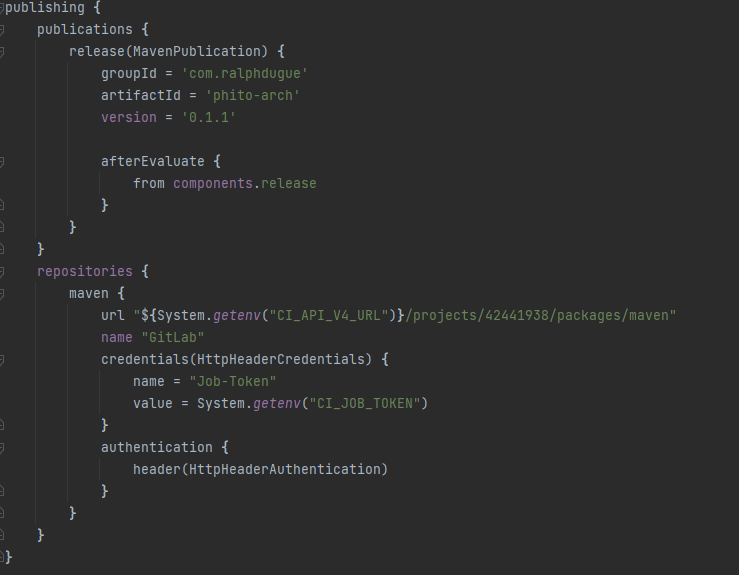 publishing {
    publications {
        release(MavenPublication) {
            groupId = 'com.ralphdugue'
            artifactId = 'phito-arch'
            version = '0.1.1'

            afterEvaluate {
                from components.release
            }
        }
    }
    repositories {
        maven {
            url "${System.getenv("CI_API_V4_URL")}/projects/42441938/packages/maven"
            name "GitLab"
            credentials(HttpHeaderCredentials) {
                name = "Job-Token"
                value = System.getenv("CI_JOB_TOKEN")
            }
            authentication {
                header(HttpHeaderAuthentication)
            }
        }
    }
}